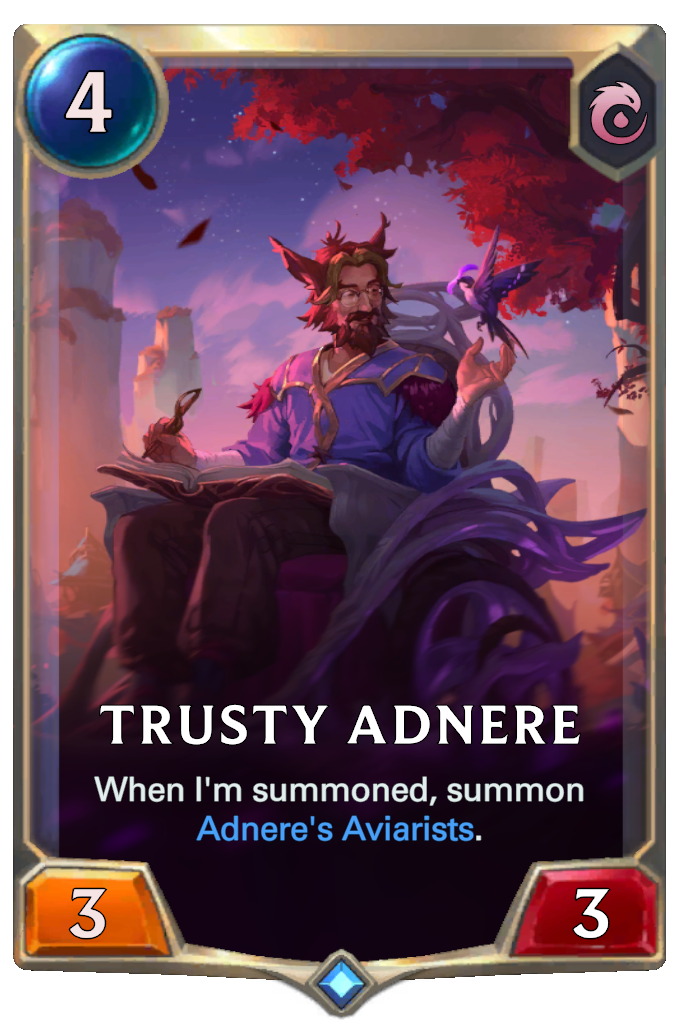 4
TRUSTY ADNERE
When I'm summoned, summon
Adnere's Aviarists.
3 3